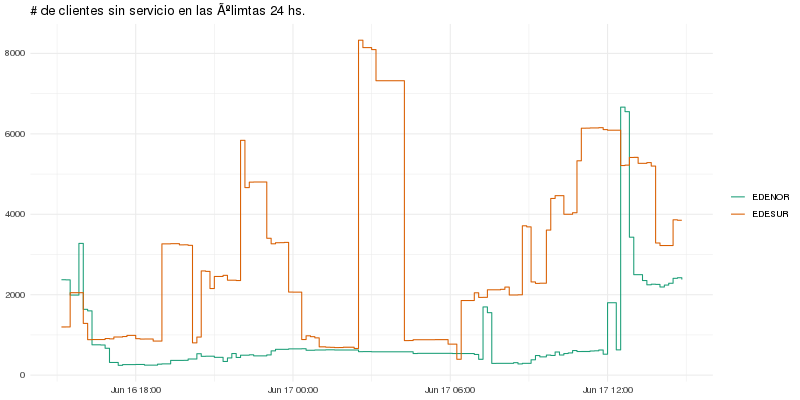 # de clientes sin servicio en las Ãºlimtas 24 hs.
8000
6000
4000
2000
0
Jun 16 18:00
Jun 17 00:00
Jun 17 06:00
Jun 17 12:00
EDENOR
EDESUR